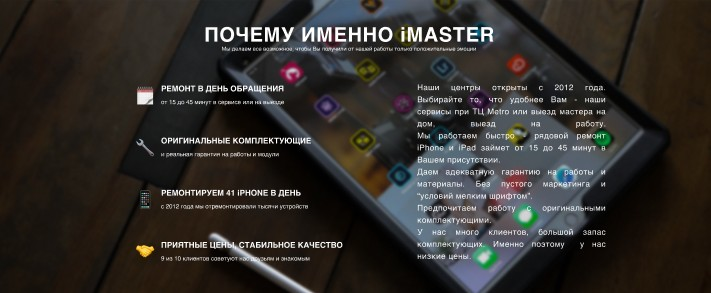 ПОЧЕМУ ИМЕННО iMASTER
Мы делаем все возможное, чтобы Вы получили от нашей работы только положительные эмоции
РЕМОНТ В ДЕНЬ ОБРАЩЕНИЯ
от 15 до 45 минут в сервисе или на выезде
ОРИГИНАЛЬНЫЕ КОМПЛЕКТУЮЩИЕ
и реальная гарантия на работы и модули
РЕМОНТИРУЕМ 41 IPHONE В ДЕНЬ
с 2012 года мы отремонтировали тысячи устройств
ПРИЯТНЫЕ ЦЕНЫ, СТАБИЛЬНОЕ КАЧЕСТВО
9 из 10 клиентов советуют нас друзьям и знакомым
Наши центры открыты с 2012 года.
Выбирайте то, что удобнее Вам - наши
сервисы при ТЦ Metro или выезд мастера на
дом, выезд на работу.
Мы работаем быстро - рядовой ремонт
iPhone и iPad займет от 15 до 45 минут в
Вашем присутствии.
Даем адекватную гарантию на работы и
материалы. Без пустого маркетинга и
"условий мелким шрифтом".
Предпочитаем работу с оригинальными
комплектующими.
У нас много клиентов, большой запас
комплектующих. Именно поэтому у нас
низкие цены.